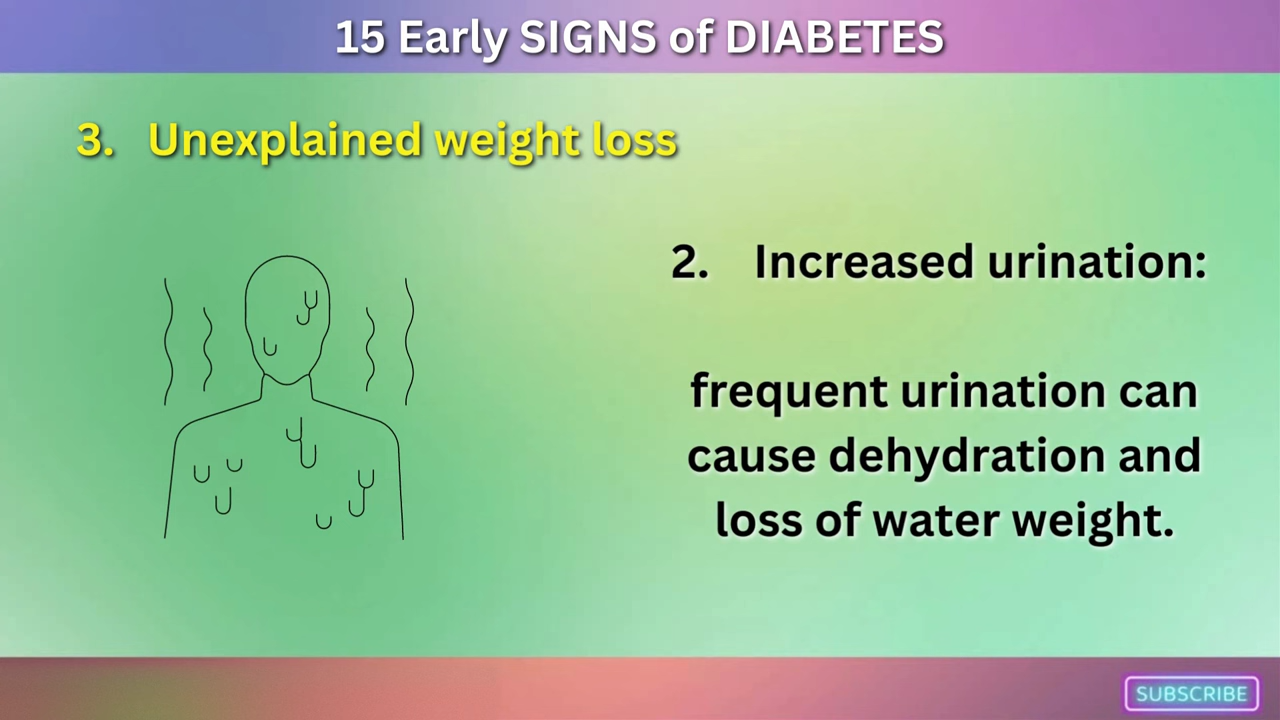 15 Early SIGNS of DIABETES
3. Unexplained weight loss
2. Increased urination:
frequent urination can
cause dehydration and
loss of water weight.
SUBSCRIBE